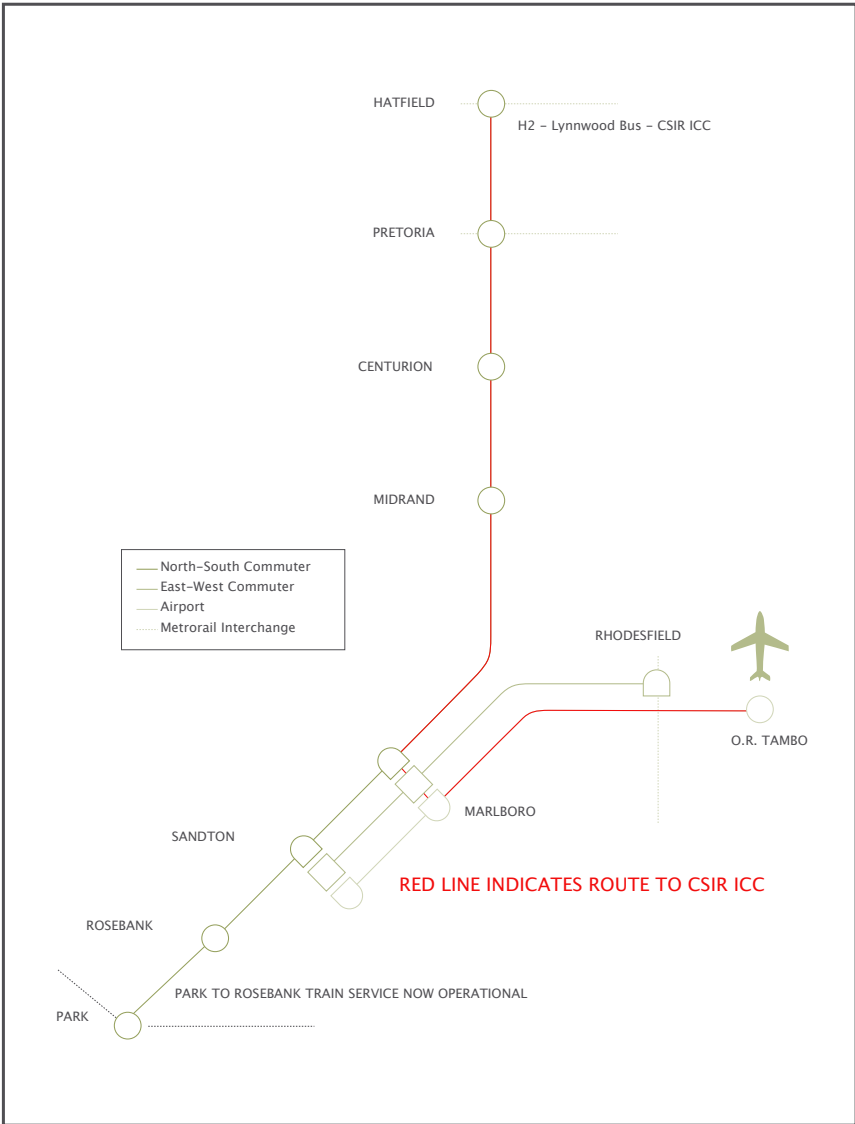 HATFIELD
H2 – Lynnwood Bus – CSIR ICC
PRETORIA
CENTURION
MIDRAND
North–South Commuter
East–West Commuter
Airport
Metrorail Interchange
RHODESFIELD
O.R. TAMBO
MARLBORO
SANDTON
RED LINE INDICATES ROUTE TO CSIR ICC
ROSEBANK
PARK TO ROSEBANK TRAIN SERVICE NOW OPERATIONAL
PARK